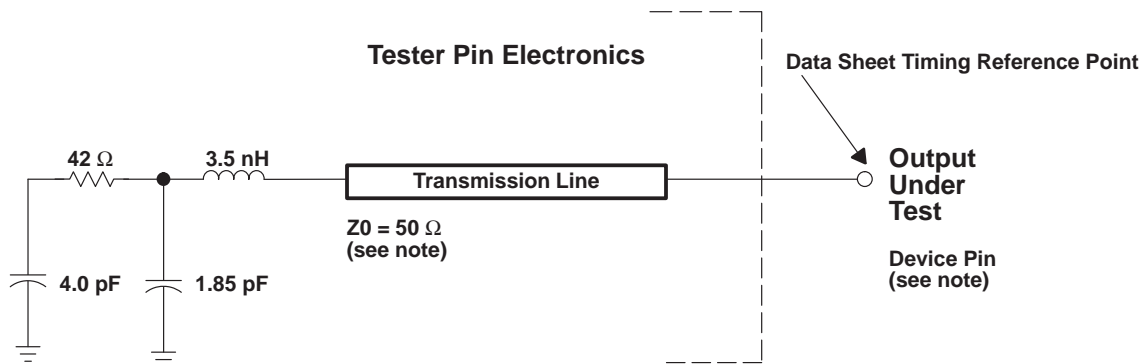 Tester Pin Electronics
Data Sheet Timing Reference Point
42 Ω
3.5 nH
Transmission Line
Output
Under
Test
Z0 = 50 Ω
(see note)
Device Pin
(see note)
4.0 pF
1.85 pF